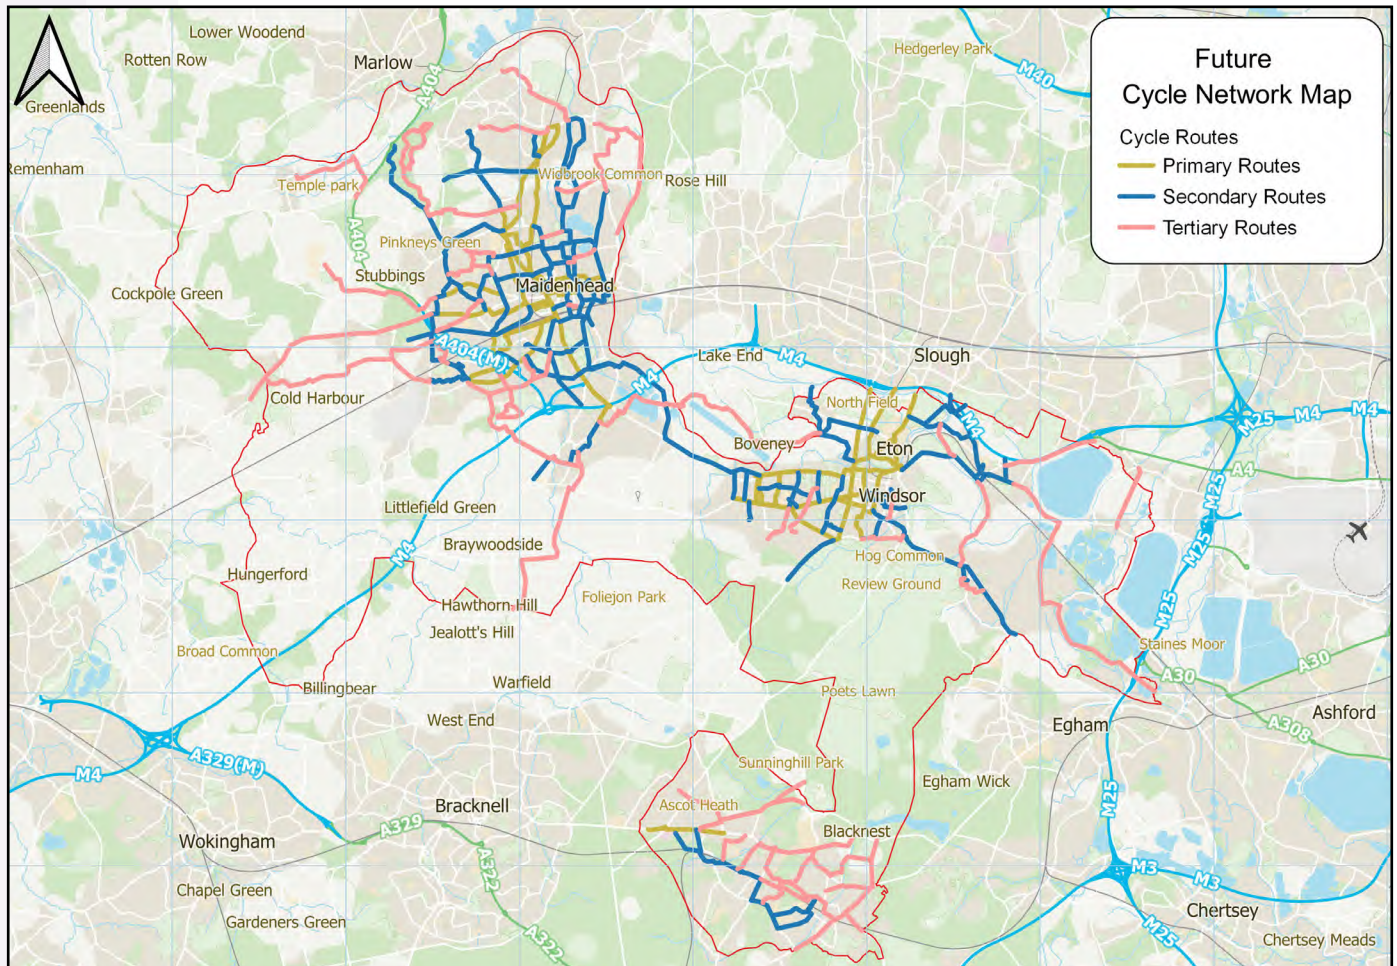 Lower Woodend
Rotten Row
Marlow
Greenlands
A404
Hedgerley Park
M40
Future
Cycle Network Map
Cycle Routes
Primary Routes
Secondary Routes
Tertiary Routes
Remenham
Temple park
Widbrook Common
Rose Hill
A404
Pinkneys Green
Stubbings
Cockpole Green
Maidenhead
A404(M)
Lake End
M4
Slough
M4
Cold Harbour
North Field
M4
M25
M4
M4
Boveney
Eton
A4
Windsor
M25
Littlefield Green
Braywoodside
M4
Hog Common
M25
Hungerford
Foliejon Park
Review Ground
Hawthorn Hill
M25
Jealott's Hill
Broad Common
Staines Moor
A30
A30
Billingbear
Warfield
Poets Lawn
West End
Egham
Ashford
A308
M4
A329(M)
Sunninghill Park
Egham Wick
Bracknell
Ascot Heath
M25
A329
Blacknest
Wokingham
A322
M3
M3
Chapel Green
Chertsey
Gardeners Green
A322
M25
Chertsey Meads